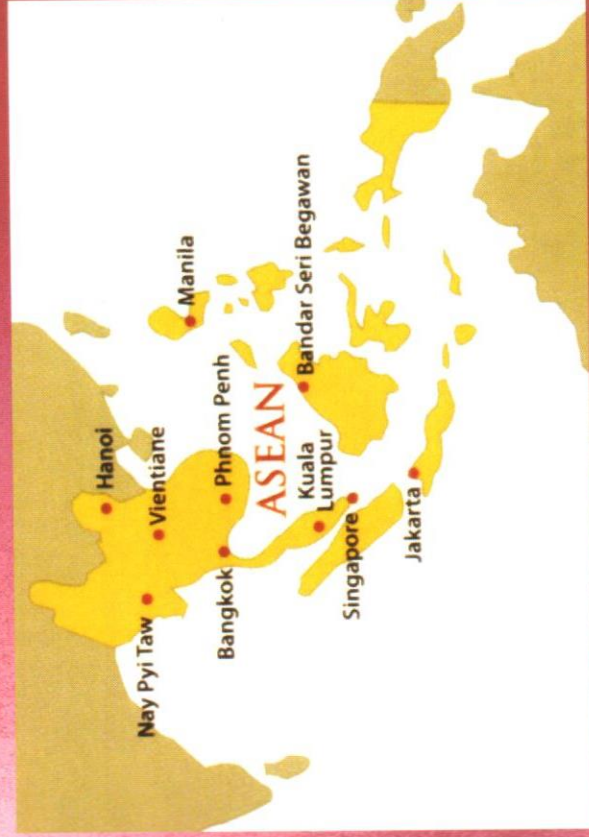 Hanoi
Manila
Vientiane
Nay Pyi Taw
Phnom Penh
Bangkok
ASEAN
Bandar Seri Begawan
Kuala
Lumpur
Singapore
Jakarta